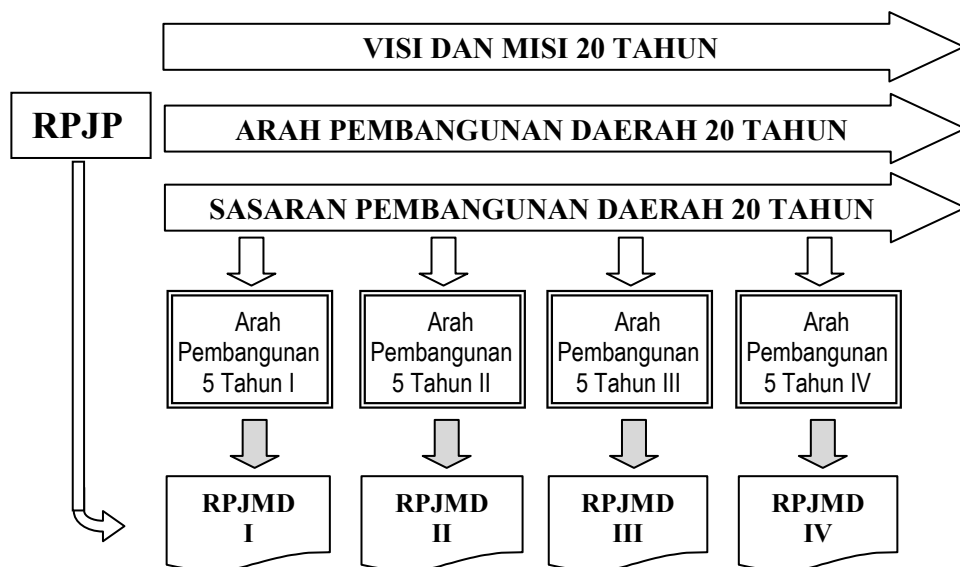 VISI DAN MISI 20 TAHUN
RPJP
ARAH PEMBANGUNAN DAERAH 20 TAHUN
SASARAN PEMBANGUNAN DAERAH 20 TAHUN
Arah
Pembangunan
5 Tahun I
Arah
Pembangunan
5 Tahun II
Arah
Pembangunan
5 Tahun III
Arah
Pembangunan
5 Tahun IV
RPJMD
I
RPJMD
II
RPJMD
III
RPJMD
IV